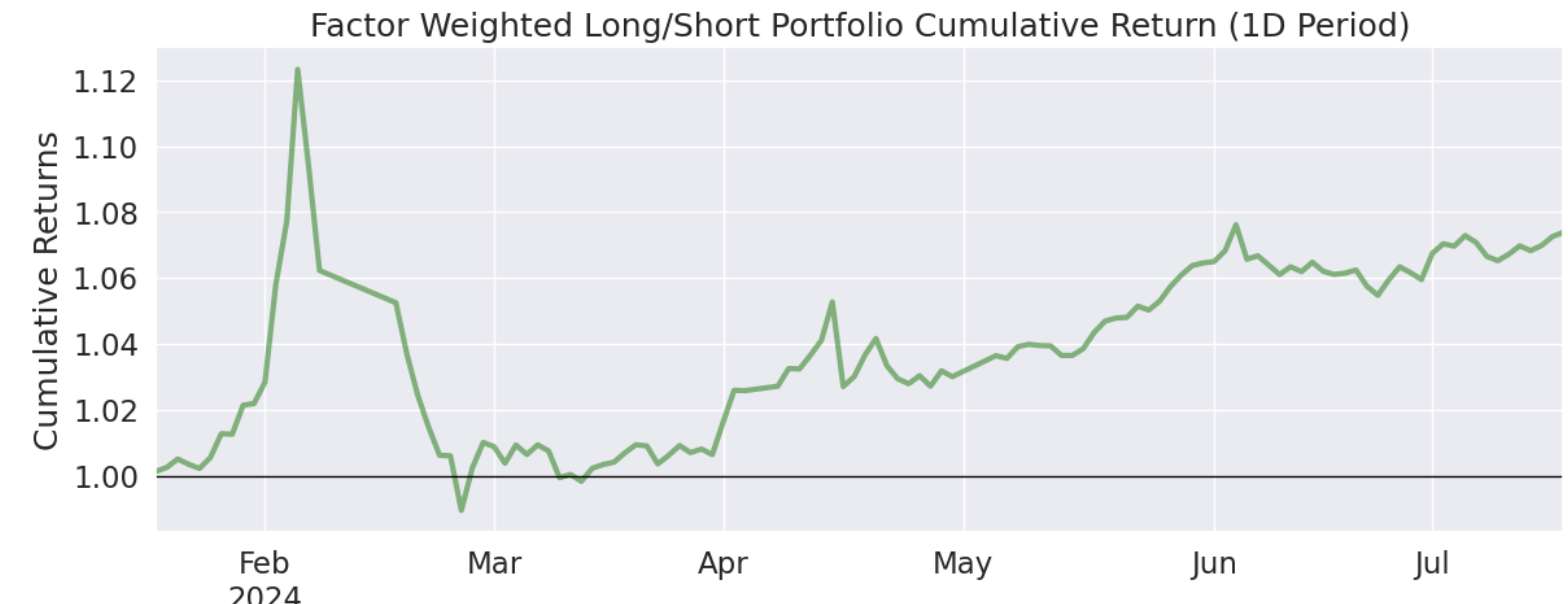 Factor Weighted Long/Short Portfolio Cumulative Return (1D Period)
Cumulative Returns
1.12
1.10
1.08
1.06
1.04
1.02
1.00
Feb Mar Apr May Jun Jul
2024